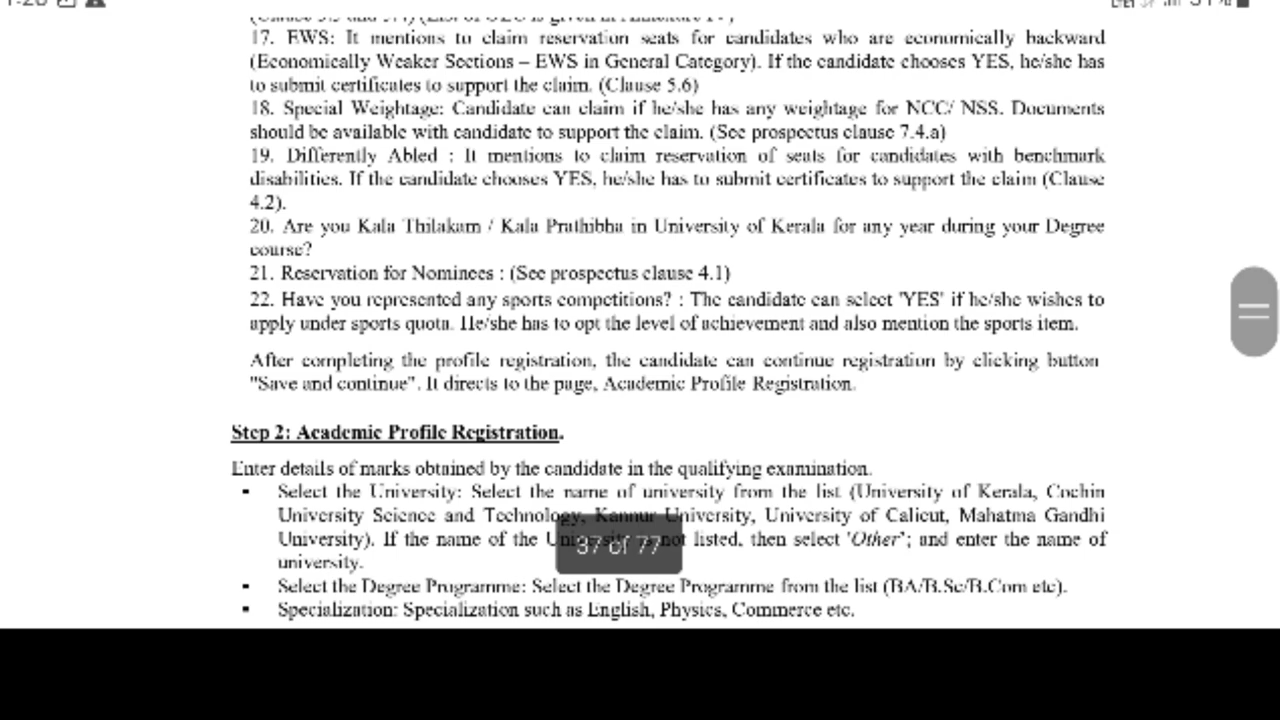 17. EWS: It mentions to claim reservation seats for candidates who are economically backward
(Economically Weaker Sections – EWS in General Category). If the candidate chooses YES, he/she has
to submit certificates to support the claim. (Clause 5.6)
18. Special Weightage: Candidate can claim if he/she has any weightage for NCC/ NSS. Documents
should be available with candidate to support the claim. (See prospectus clause 7.4.a)
19. Differently Abled : It mentions to claim reservation of seats for candidates with benchmark
disabilities. If the candidate chooses YES, he/she has to submit certificates to support the claim (Clause
4.2).
20. Are you Kala Thilakam / Kala Prathibha in University of Kerala for any year during your Degree
course?
21. Reservation for Nominees : (See prospectus clause 4.1)
22. Have you represented any sports competitions? : The candidate can select 'YES' if he/she wishes to
apply under sports quota. He/she has to opt the level of achievement and also mention the sports item.
After completing the profile registration, the candidate can continue registration by clicking button
"Save and continue". It directs to the page, Academic Profile Registration.
Step 2: Academic Profile Registration.
Enter details of marks obtained by the candidate in the qualifying examination.
▪ Select the University: Select the name of university from the list (University of Kerala, Cochin
University Science and Technology, Kannur University, University of Calicut, Mahatma Gandhi
University). If the name of the University is not listed, then select 'Other'; and enter the name of
37 of 77
university.
▪ Select the Degree Programme: Select the Degree Programme from the list (BA/B.Sc/B.Com etc).
▪ Specialization: Specialization such as English, Physics, Commerce etc.